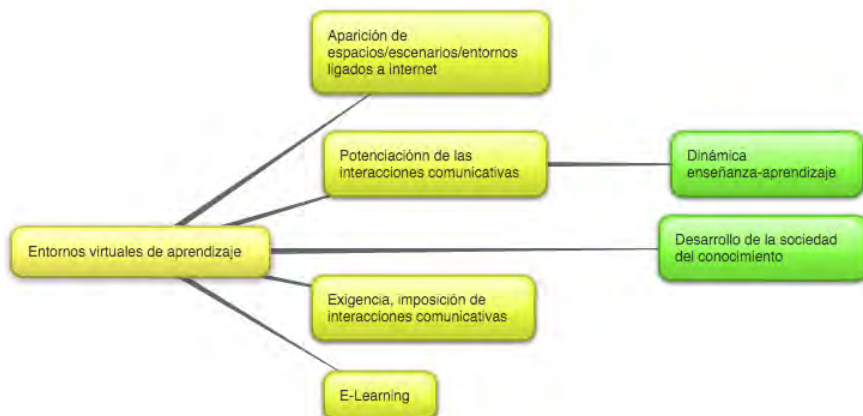 Aparición de
espacios/escenarios/entornos
ligados a internet
Potenciaciónn de las
interacciones comunicativas
Dinámica
enseñanza-aprendizaje
Entornos virtuales de aprendizaje
Desarrollo de la sociedad
del conocimiento
Exigencia, imposición de
interacciones comunicativas
E-Learning